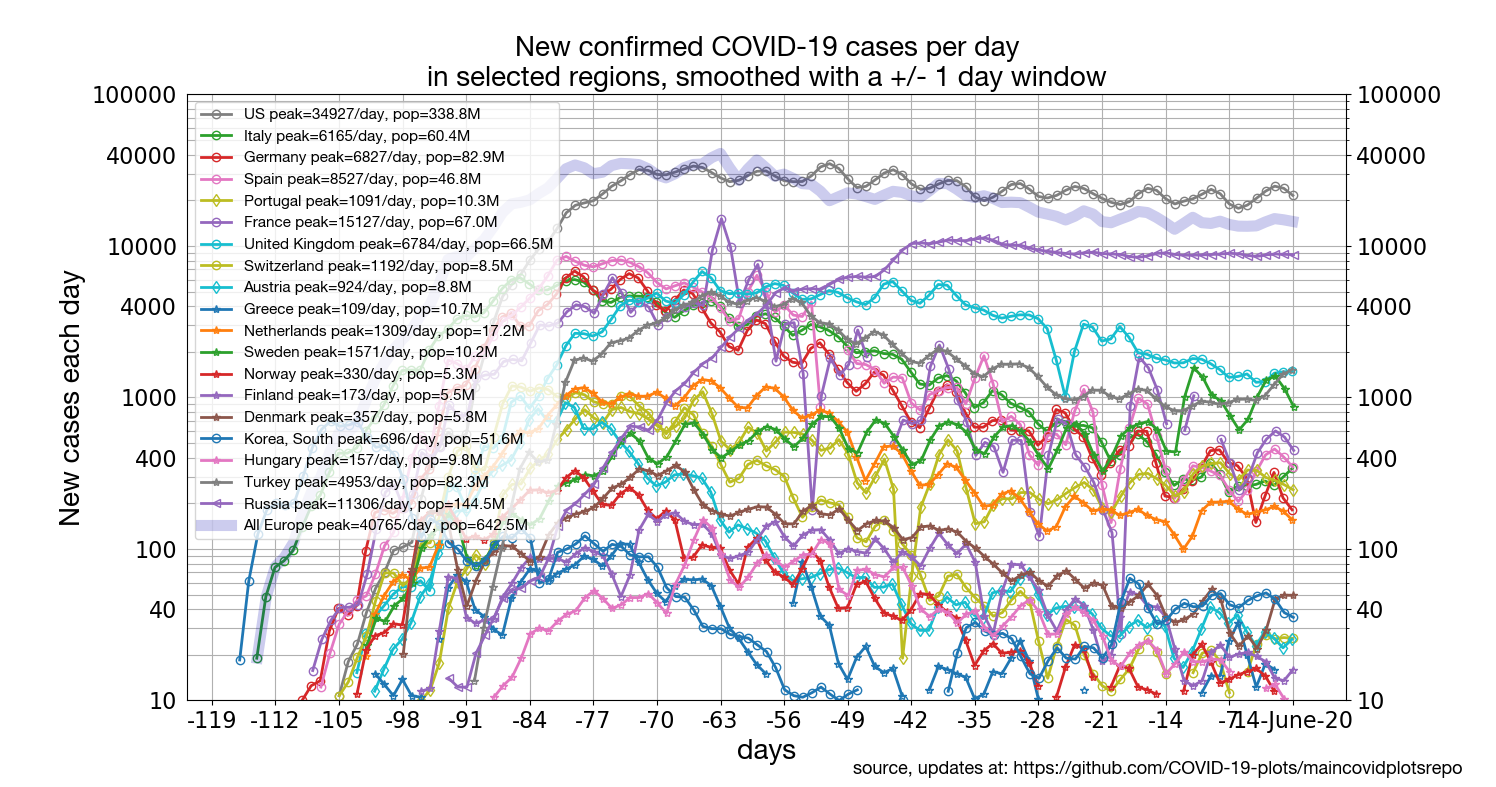 New confirmed COVID-19 cases per day
in selected regions, smoothed with a +/- 1 day window
100000
40000
10000
4000
1000
400
100
40
10
New cases each day
US peak=34927/day, pop=338.8M
Italy peak=6165/day, pop=60.4M
Germany peak=6827/day, pop=82.9M
Spain peak=8527/day, pop=46.8M
Portugal peak=1091/day, pop=10.3M
France peak=15127/day, pop=67.0M
United Kingdom peak=6784/day, pop=66.5M
Switzerland peak=1192/day, pop=8.5M
Austria peak=924/day, pop=8.8M
Greece peak=109/day, pop=10.7M
Netherlands peak=1309/day, pop=17.2M
Sweden peak=1571/day, pop=10.2M
Norway peak=330/day, pop=5.3M
Finland peak=173/day, pop=5.5M
Denmark peak=357/day, pop=5.8M
Korea, South peak=696/day, pop=51.6M
Hungary peak=157/day, pop=9.8M
Turkey peak=4953/day, pop=82.3M
Russia peak=11306/day, pop=144.5M
All Europe peak=40765/day, pop=642.5M
100000
40000
10000
4000
1000
400
100
40
10
-119 -112 -105 -98 -91 -84 -77 -70 -63 -56 -49 -42 -35 -28 -21 -14 -7 14-June-20
days
source, updates at: https://github.com/COVID-19-plots/maincovidplotsrepo